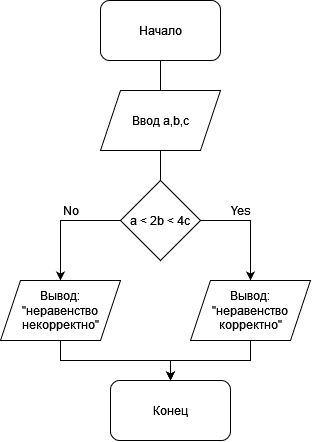 Начало
Ввод a,b,c
a < 2b < 4c
No
Yes
Вывод:
"неравенство
некорректно"
Вывод:
"неравенство
корректно"
Конец